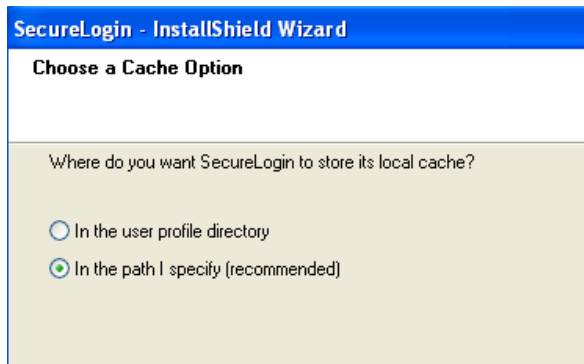 SecureLogin - InstallShield Wizard
Choose a Cache Option
Where do you want SecureLogin to store its local cache?
In the user profile directory
In the path I specify (recommended)